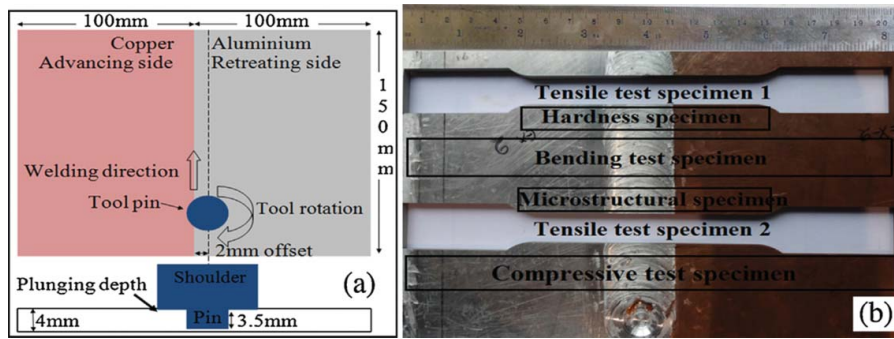 100mm 100mm
Copper
Advancing side
Aluminium
Retreating side
150mm
Welding direction
Tool pin
Tool rotation
2mm offset
Shoulder
(a)
Plunging depth
Pin
4mm
3.5mm
Tensile test specimen 1
Hardness specimen
Bending test specimen
Microstructural specimen
Tensile test specimen 2
Compressive test specimen
(b)